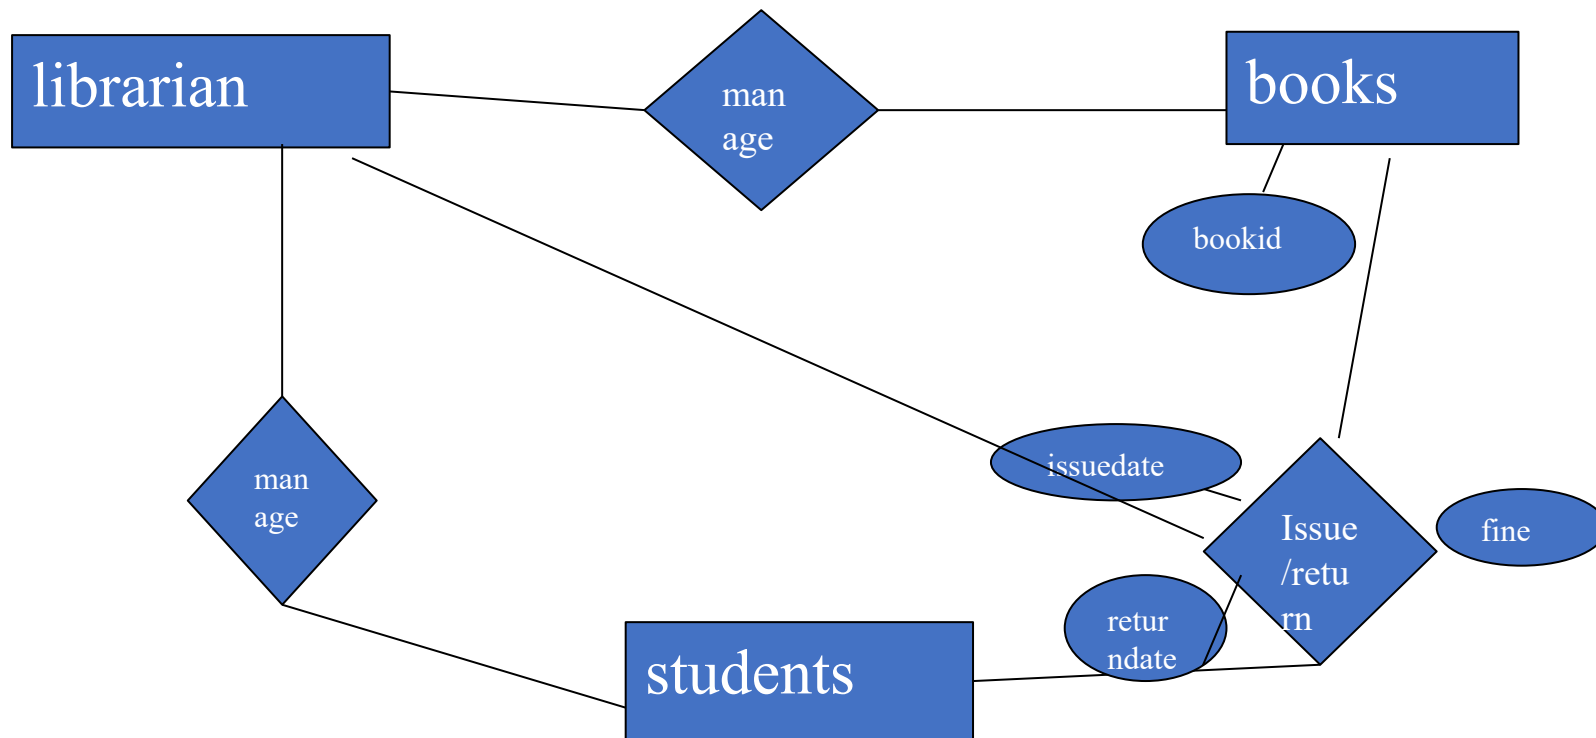 librarian
man
age
books
bookid
man
age
issuedate
Issue
/retu
rn
fine
retur
ndate
students